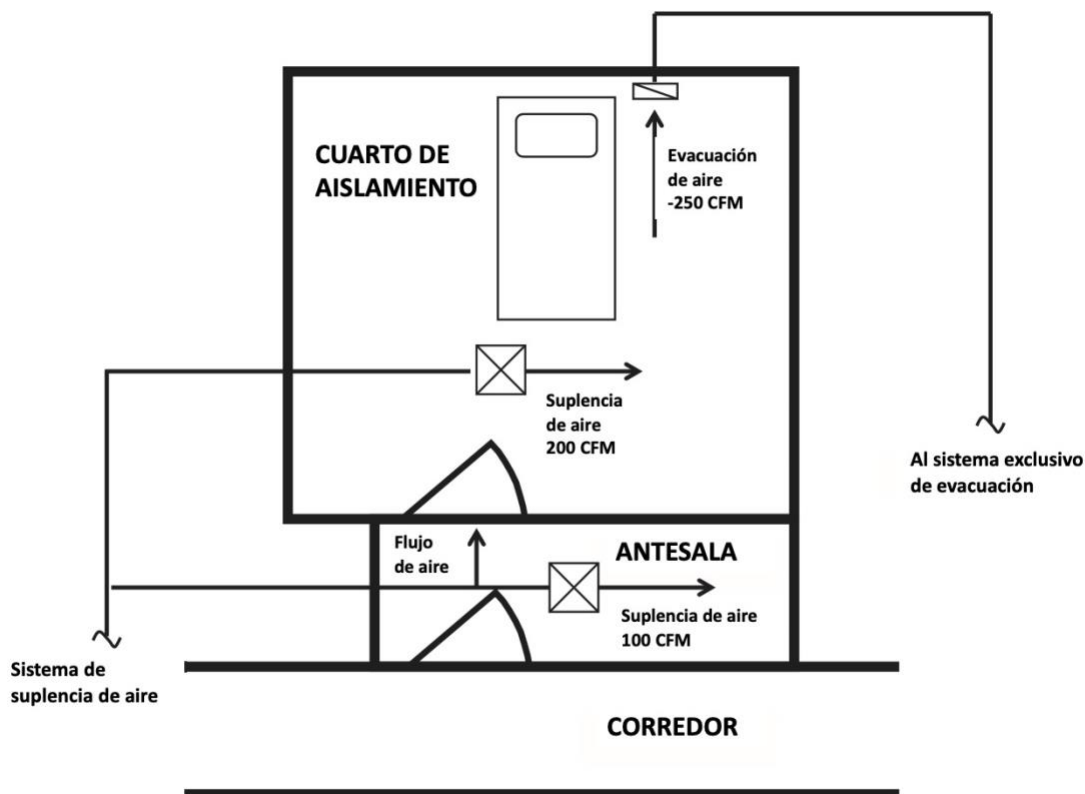 CUARTO DE
AISLAMIENTO
Evacuación
de aire
-250 CFM
Suplencia
de aire
200 CFM
Al sistema exclusivo
de evacuación
Flujo
de aire
ANTESALA
Suplencia de aire
100 CFM
Sistema de
suplencia de aire
CORREDOR